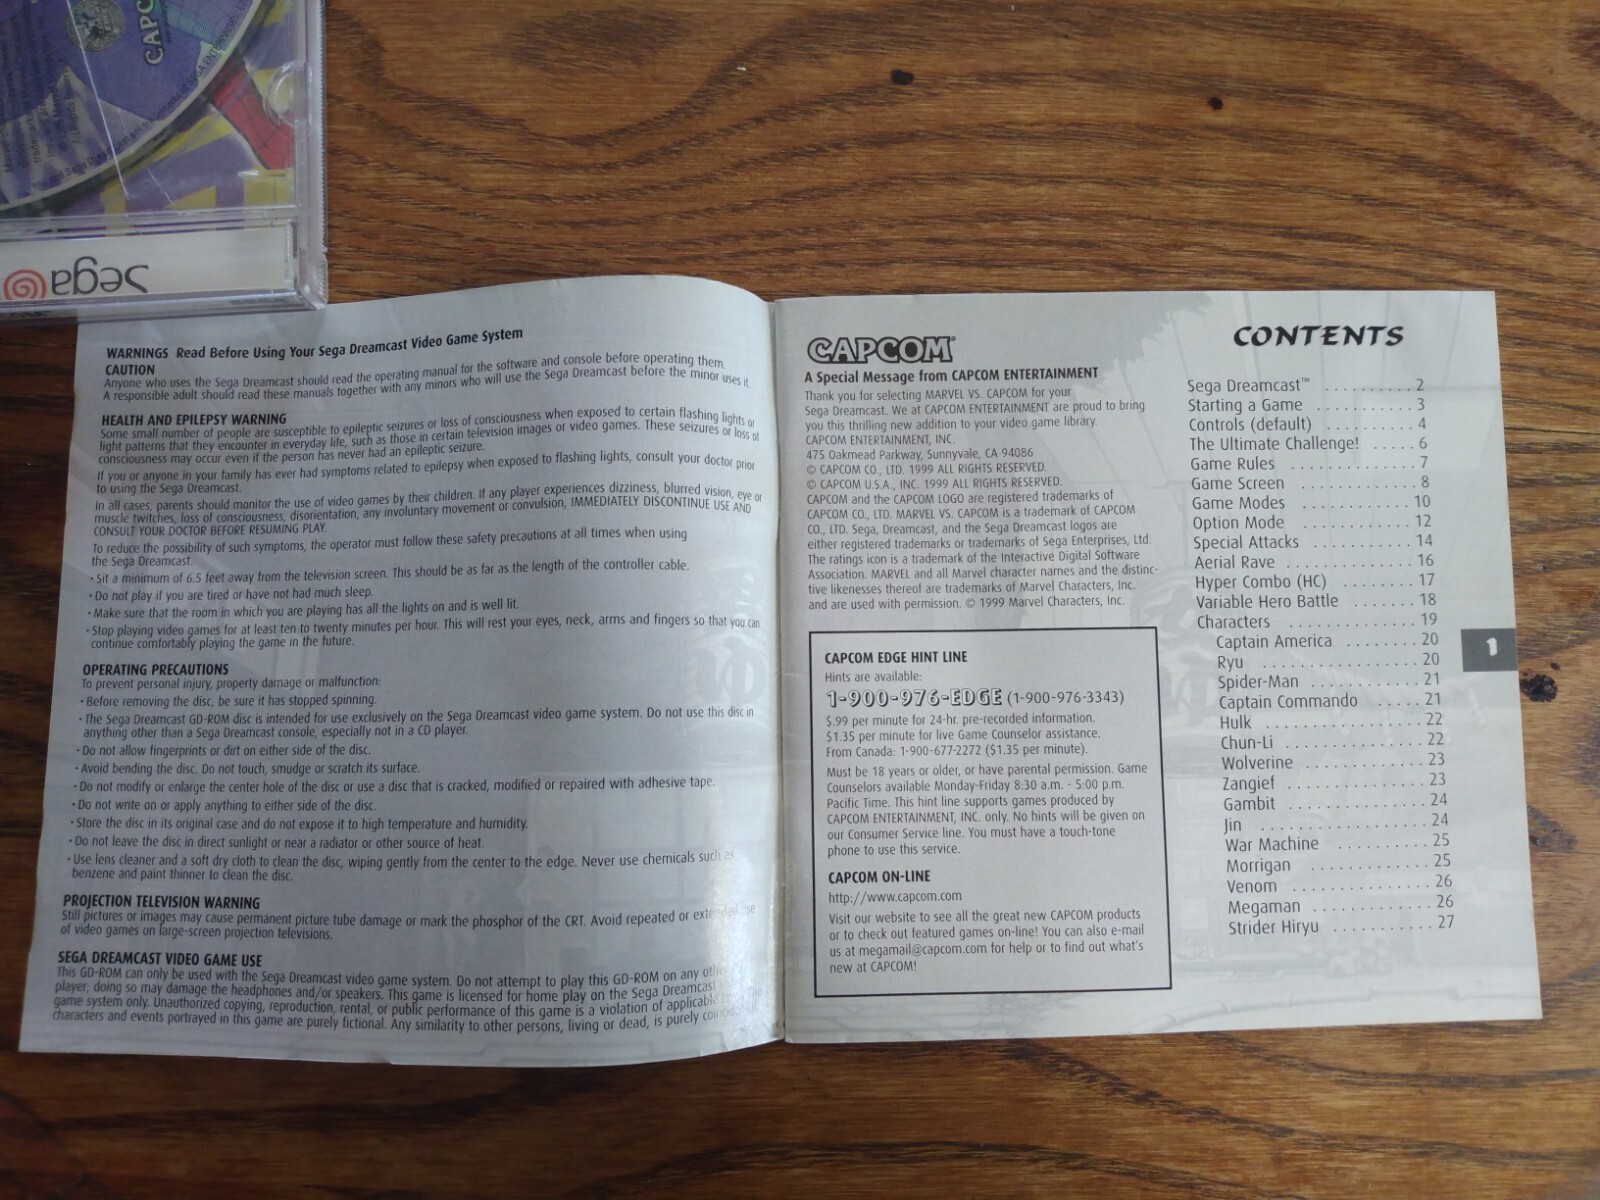 CAPC
Sega
WARNINGS Read Before Using Your Sega Dreamcast Video Game System
CAUTION
Anyone who uses the Sega Dreamcast should read the operating manual for the software and console before operating them.
A responsible adult should read these manuals together with any minors who will use the Sega Dreamcast before the minor uses it.
HEALTH AND EPILEPSY WARNING
Some small number of people are susceptible to epileptic seizures or loss of consciousness when exposed to certain flashing lights or
light patterns that they encounter in everyday life, such as those in certain television images or video games. These seizures or loss of
consciousness may occur even if the person has never had an epileptic seizure.
If you or anyone in your family has ever had symptoms related to epilepsy when exposed to flashing lights, consult your doctor prior
to using the Sega Dreamcast.
In all cases, parents should monitor the use of video games by their children. If any player experiences dizziness, blurred vision, eye or
muscle twitches, loss of consciousness, disorientation, any involuntary movement or convulsion, IMMEDIATELY DISCONTINUE USE AND
CONSULT YOUR DOCTOR BEFORE RESUMING PLAY.
To reduce the possibility of such symptoms, the operator must follow these safety precautions at all times when using
the Sega Dreamcast.
· Sit a minimum of 6.5 feet away from the television screen. This should be as far as the length of the controller cable.
· Do not play if you are tired or have not had much sleep.
· Make sure that the room in which you are playing has all the lights on and is well lit.
· Stop playing video games for at least ten to twenty minutes per hour. This will rest your eyes, neck, arms and fingers so that you can
continue comfortably playing the game in the future.
OPERATING PRECAUTIONS
To prevent personal injury, property damage or malfunction:
· Before removing the disc, be sure it has stopped spinning.
· The Sega Dreamcast GD-ROM disc is intended for use exclusively on the Sega Dreamcast video game system. Do not use this disc in
anything other than a Sega Dreamcast console, especially not in a CD player.
· Do not allow fingerprints or dirt on either side of the disc.
· Avoid bending the disc. Do not touch, smudge or scratch its surface.
· Do not modify or enlarge the center hole of the disc or use a disc that is cracked, modified or repaired with adhesive tape.
· Do not write on or apply anything to either side of the disc.
· Store the disc in its original case and do not expose it to high temperature and humidity.
· Do not leave the disc in direct sunlight or near a radiator or other source of heat.
· Use lens cleaner and a soft dry cloth to clean the disc, wiping gently from the center to the edge. Never use chemicals such as
benzene and paint thinner to clean the disc.
PROJECTION TELEVISION WARNING
Still pictures or images may cause permanent picture tube damage or mark the phosphor of the CRT. Avoid repeated or extended use
of video games on large-screen projection televisions.
SEGA DREAMCAST VIDEO GAME USE
This GD-ROM can only be used with the Sega Dreamcast video game system. Do not attempt to play this GD-ROM on any other
player; doing so may damage the headphones and/or speakers. This game is licensed for home play on the Sega Dreamcast
game system only. Unauthorized copying, reproduction, rental, or public performance of this game is a violation of applicable The
characters and events portrayed in this game are purely fictional. Any similarity to other persons, living or dead, is purely coincidental.
CAPCOM
A Special Message from CAPCOM ENTERTAINMENT
Thank you for selecting MARVEL VS. CAPCOM for your
Sega Dreamcast. We at CAPCOM ENTERTAINMENT are proud to bring
you this thrilling new addition to your video game library.
CAPCOM ENTERTAINMENT, INC.
475 Oakmead Parkway, Sunnyvale, CA 94086
© CAPCOM CO., LTD. 1999 ALL RIGHTS RESERVED.
© CAPCOM U.S.A., INC. 1999 ALL RIGHTS RESERVED.
CAPCOM and the CAPCOM LOGO are registered trademarks of
CAPCOM CO., LTD. MARVEL VS. CAPCOM is a trademark of CAPCOM
CO., LTD. Sega, Dreamcast, and the Sega Dreamcast logos are
either registered trademarks or trademarks of Sega Enterprises, Ltd.
The ratings icon is a trademark of the Interactive Digital Software
Association. MARVEL and all Marvel character names and the distinc-
tive likenesses thereof are trademarks of Marvel Characters, Inc.
and are used with permission. © 1999 Marvel Characters, Inc.
CAPCOM EDGE HINT LINE
Hints are available:
1-900-976-EDGE (1-900-976-3343)
$.99 per minute for 24-hr. pre-recorded information.
$1.35 per minute for live Game Counselor assistance.
From Canada: 1-900-677-2272 ($1.35 per minute).
Must be 18 years or older, or have parental permission. Game
Counselors available Monday-Friday 8:30 a.m. - 5:00 p.m.
Pacific Time. This hint line supports games produced by
CAPCOM ENTERTAINMENT, INC. only. No hints will be given on
our Consumer Service line. You must have a touch-tone
phone to use this service.
CAPCOM ON-LINE
http://www.capcom.com
Visit our website to see all the great new CAPCOM products
or to check out featured games on-line! You can also e-mail
us at megamail@capcom.com for help or to find out what's
new at CAPCOM!
CONTENTS
Sega Dreamcast™ . . . . . . . . . . 2
Starting a Game . . . . . . . . . . . 3
Controls (default) . . . . . . . . . . 4
The Ultimate Challenge! . . . . . 6
Game Rules . . . . . . . . . . . . . . 7
Game Screen . . . . . . . . . . . . . 8
Game Modes . . . . . . . . . . . . 10
Option Mode . . . . . . . . . . . . 12
Special Attacks . . . . . . . . . . . 14
Aerial Rave . . . . . . . . . . . . . . 16
Hyper Combo (HC) . . . . . . . . 17
Variable Hero Battle . . . . . . . 18
Characters . . . . . . . . . . . . . . 19
Captain America . . . . . . . . 20
Ryu . . . . . . . . . . . . . . . . . 20
Spider-Man . . . . . . . . . . . . 21
Captain Commando . . . . . 21
Hulk . . . . . . . . . . . . . . . . . 22
Chun-Li . . . . . . . . . . . . . . 22
Wolverine . . . . . . . . . . . . . 23
Zangief . . . . . . . . . . . . . . . 23
Gambit . . . . . . . . . . . . . . . 24
Jin . . . . . . . . . . . . . . . . . . 24
War Machine . . . . . . . . . . 25
Morrigan . . . . . . . . . . . . . 25
Venom . . . . . . . . . . . . . . . 26
Megaman . . . . . . . . . . . . . 26
Strider Hiryu . . . . . . . . . . . 27
1